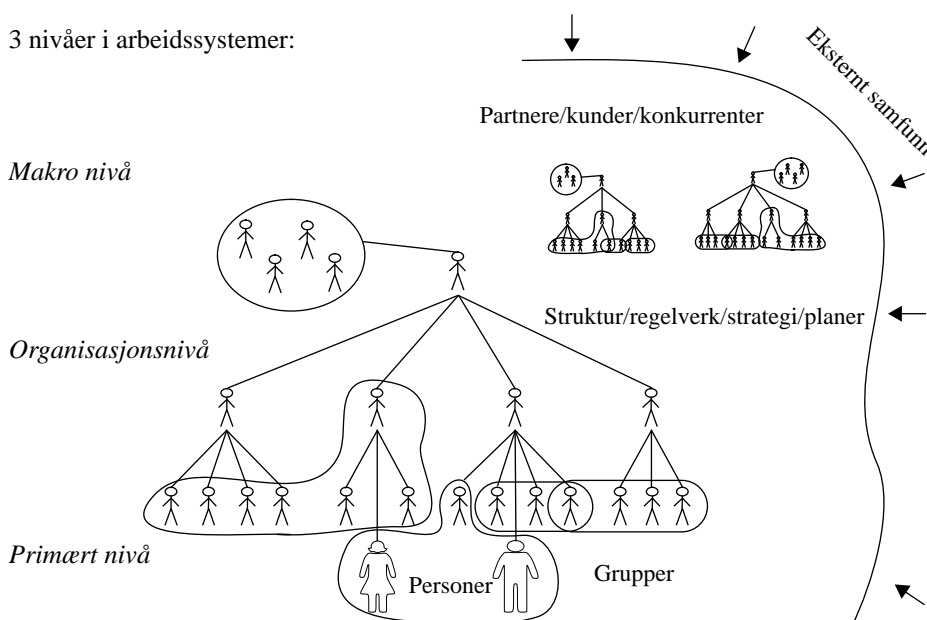 3 nivåer i arbeidssystemer:
Eksternt samfunn
Partnere/kunder/konkurrenter
Makro nivå
Struktur/regelverk/strategi/planer
Organisasjonsnivå
Primært nivå
Personer
Grupper